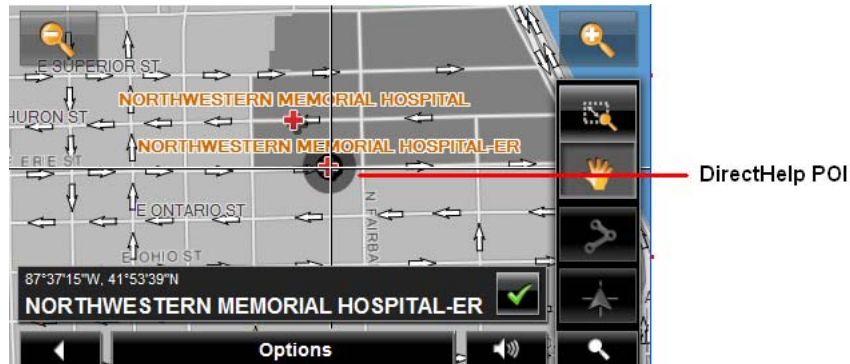 E SUPERIOR ST
NORTHWESTERN MEMORIAL HOSPITAL
HURON ST
NORTHWESTERN MEMORIAL HOSPITAL-ER
E ERIE ST
DirectHelp POI
E ONTARIO ST
N FAIRBA
E OHIO ST
87°37'15"W, 41°53'39"N
NORTHWESTERN MEMORIAL HOSPITAL-ER
Options